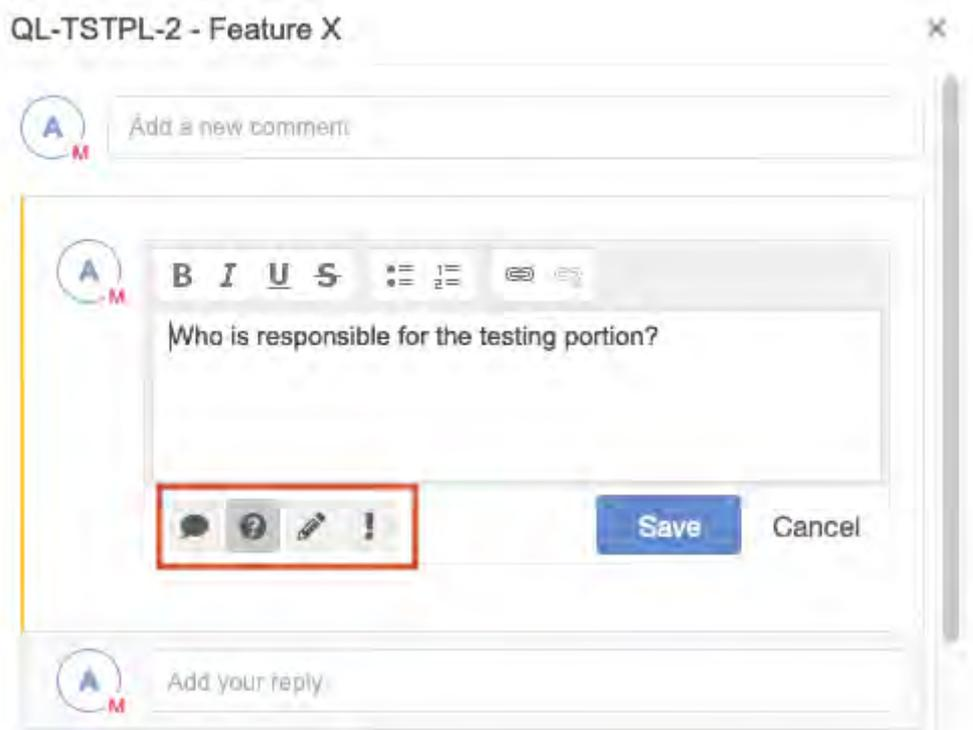 QL-TSTPL-2 - Feature X
A
M
Add a new comment
A
M
B I U S
Who is responsible for the testing portion?
Save Cancel
A
M
Add your reply